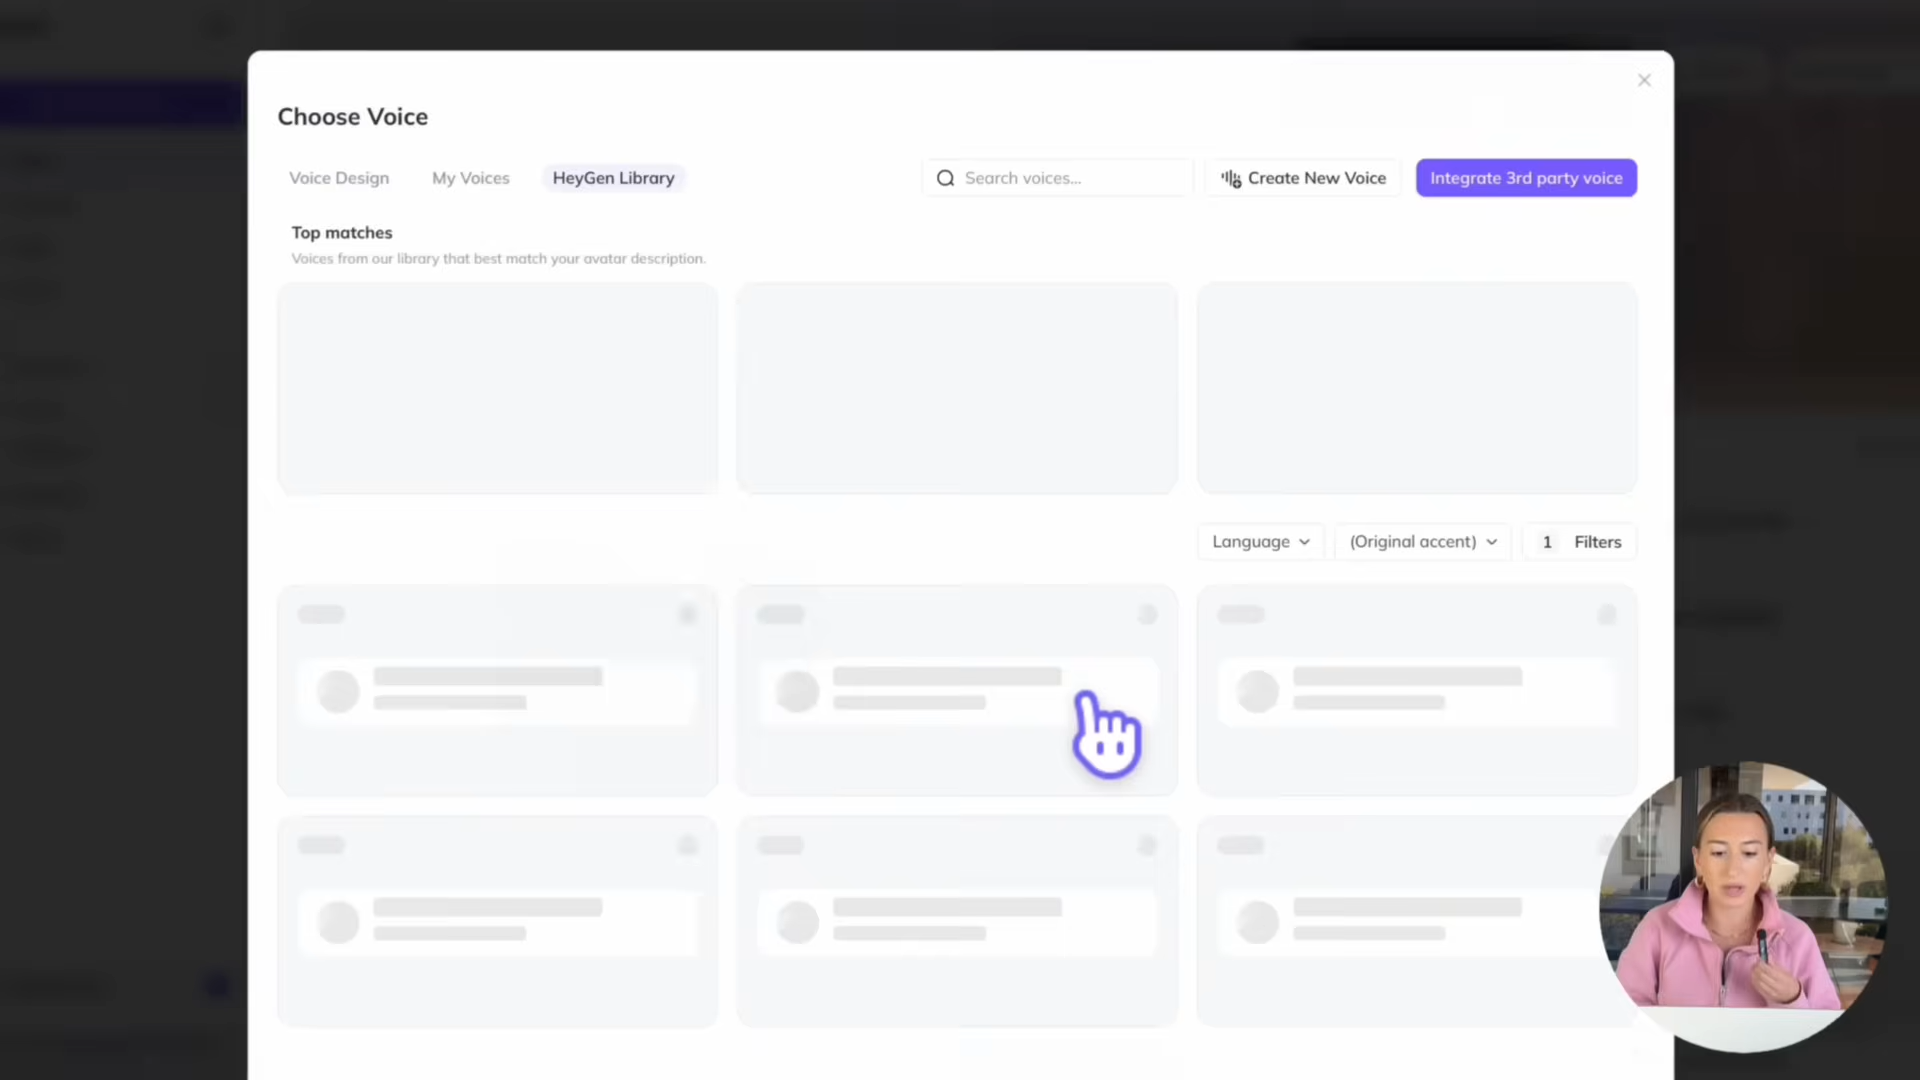 Choose Voice
Voice Design My Voices HeyGen Library Search voices... Create New Voice Integrate 3rd party voice
Top matches
Voices from our library that best match your avatar description.
Language (Original accent) 1 Filters